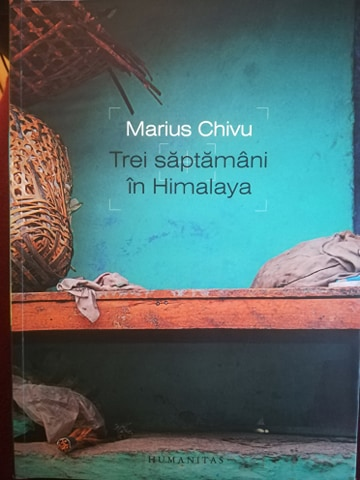 Marius Chivu
Trei săptămâni
în Himalaya
HUMANITAS